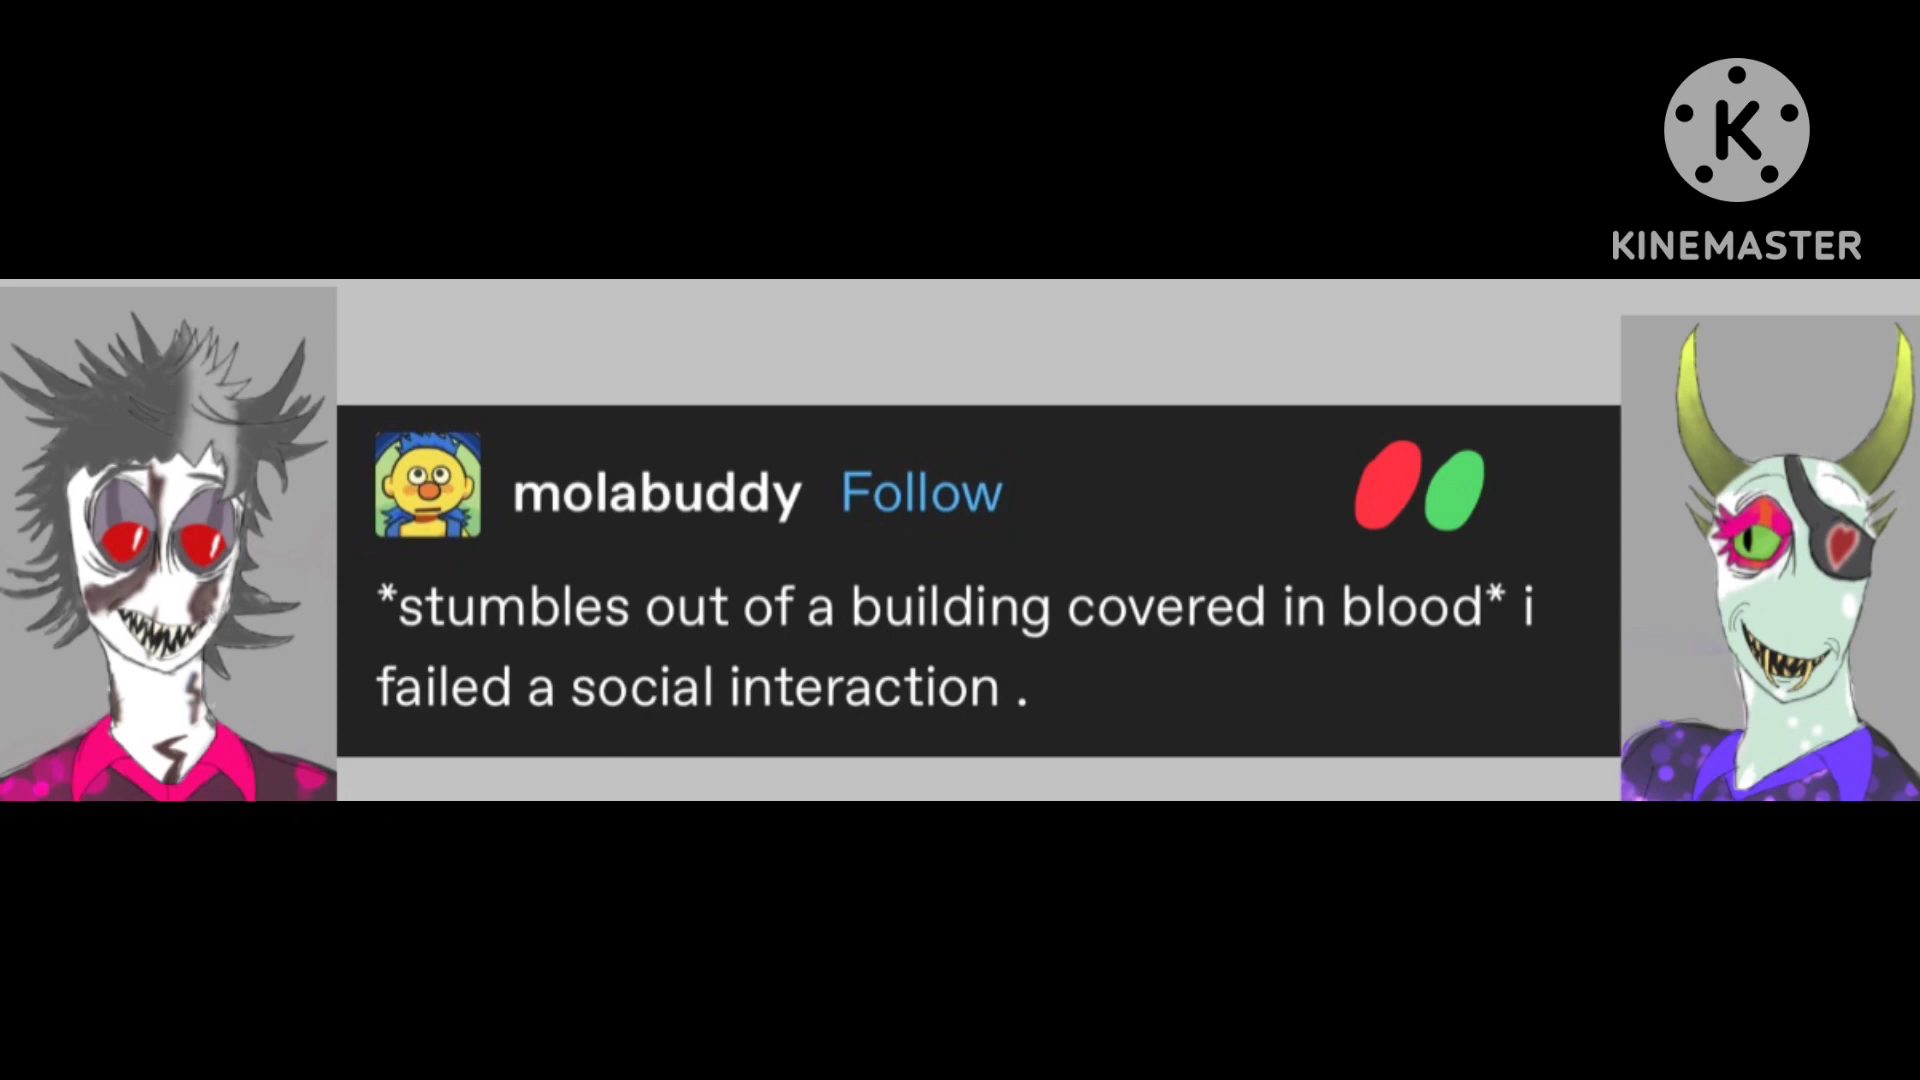 K
KINEMASTER
molabuddy Follow
*stumbles out of a building covered in blood* i
failed a social interaction .